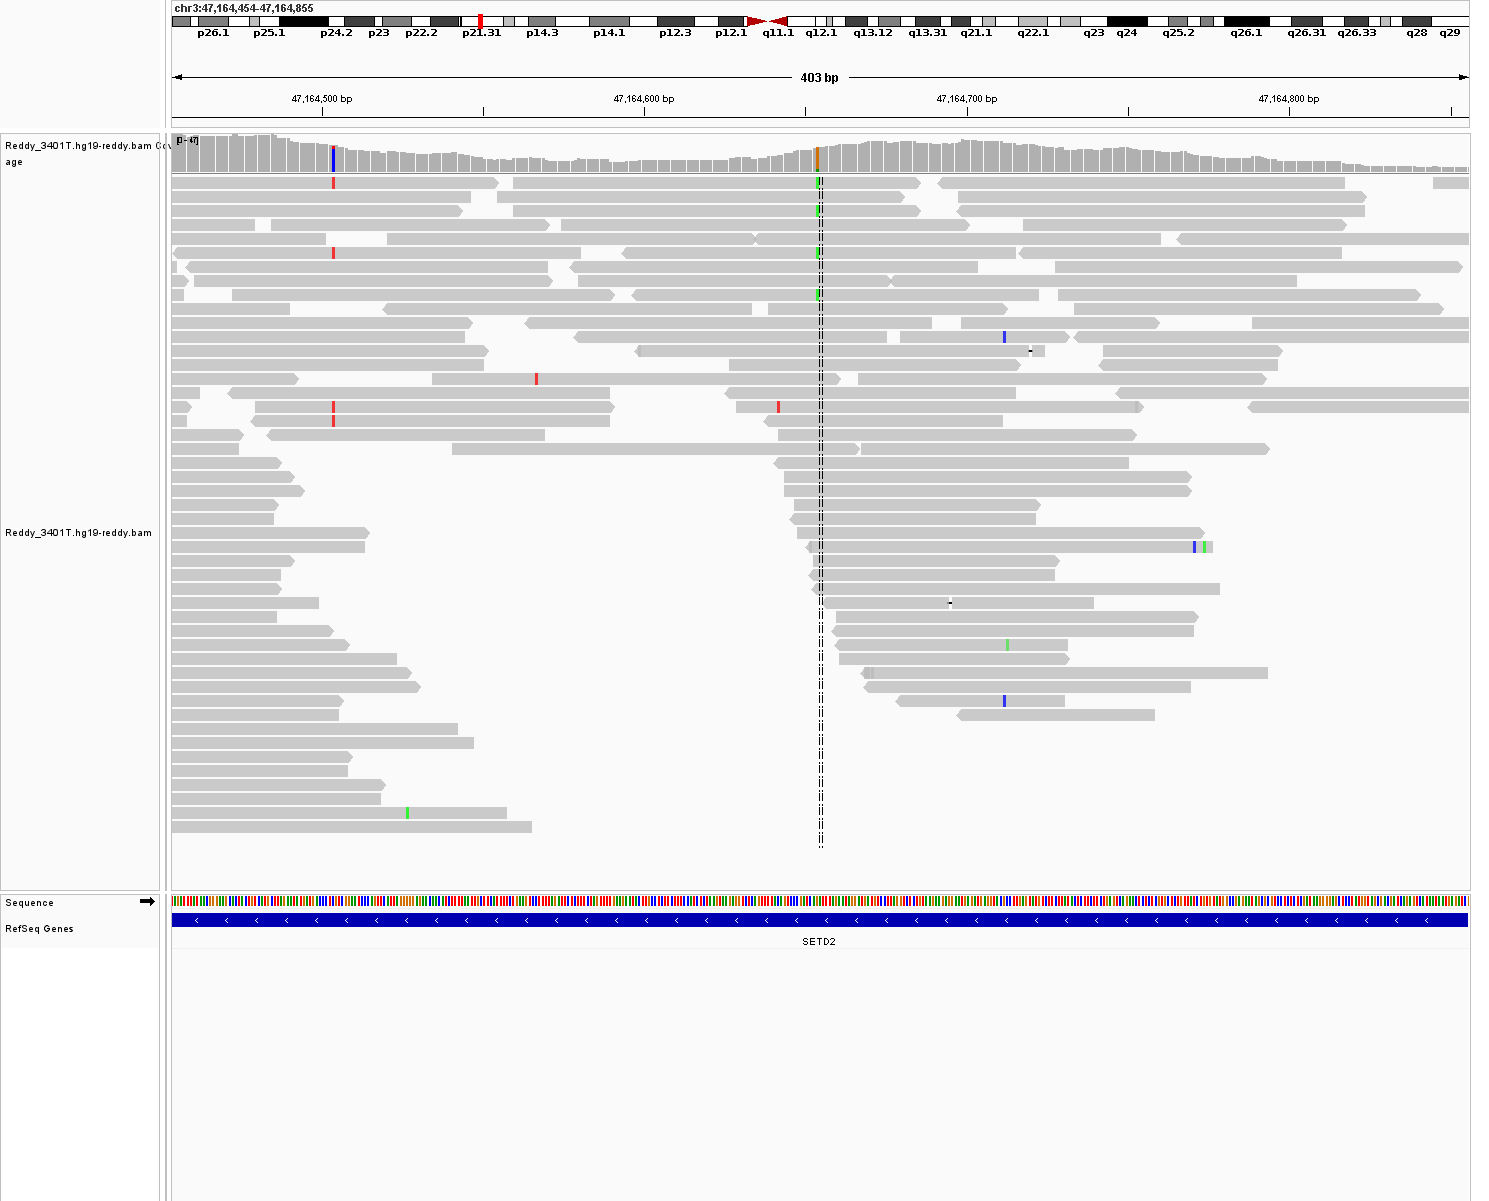 chr3:47,164,454-47,164,855
p26.1 p25.1 p24.2 p23 p22.2 p21.31 p14.3 p14.1 p12.3 p12.1 q11.1 q12.1 q13.12 q13.31 q21.1 q22.1 q23 q24 q25.2 q26.1 q26.31 q26.33 q28 q29
403 bp
47,164,500 bp 47,164,600 bp 47,164,700 bp 47,164,800 bp
Reddy_3401T.hg19-reddy.bam Cov
age
[0 - 47]
Reddy_3401T.hg19-reddy.bam
Sequence
RefSeq Genes
SETD2